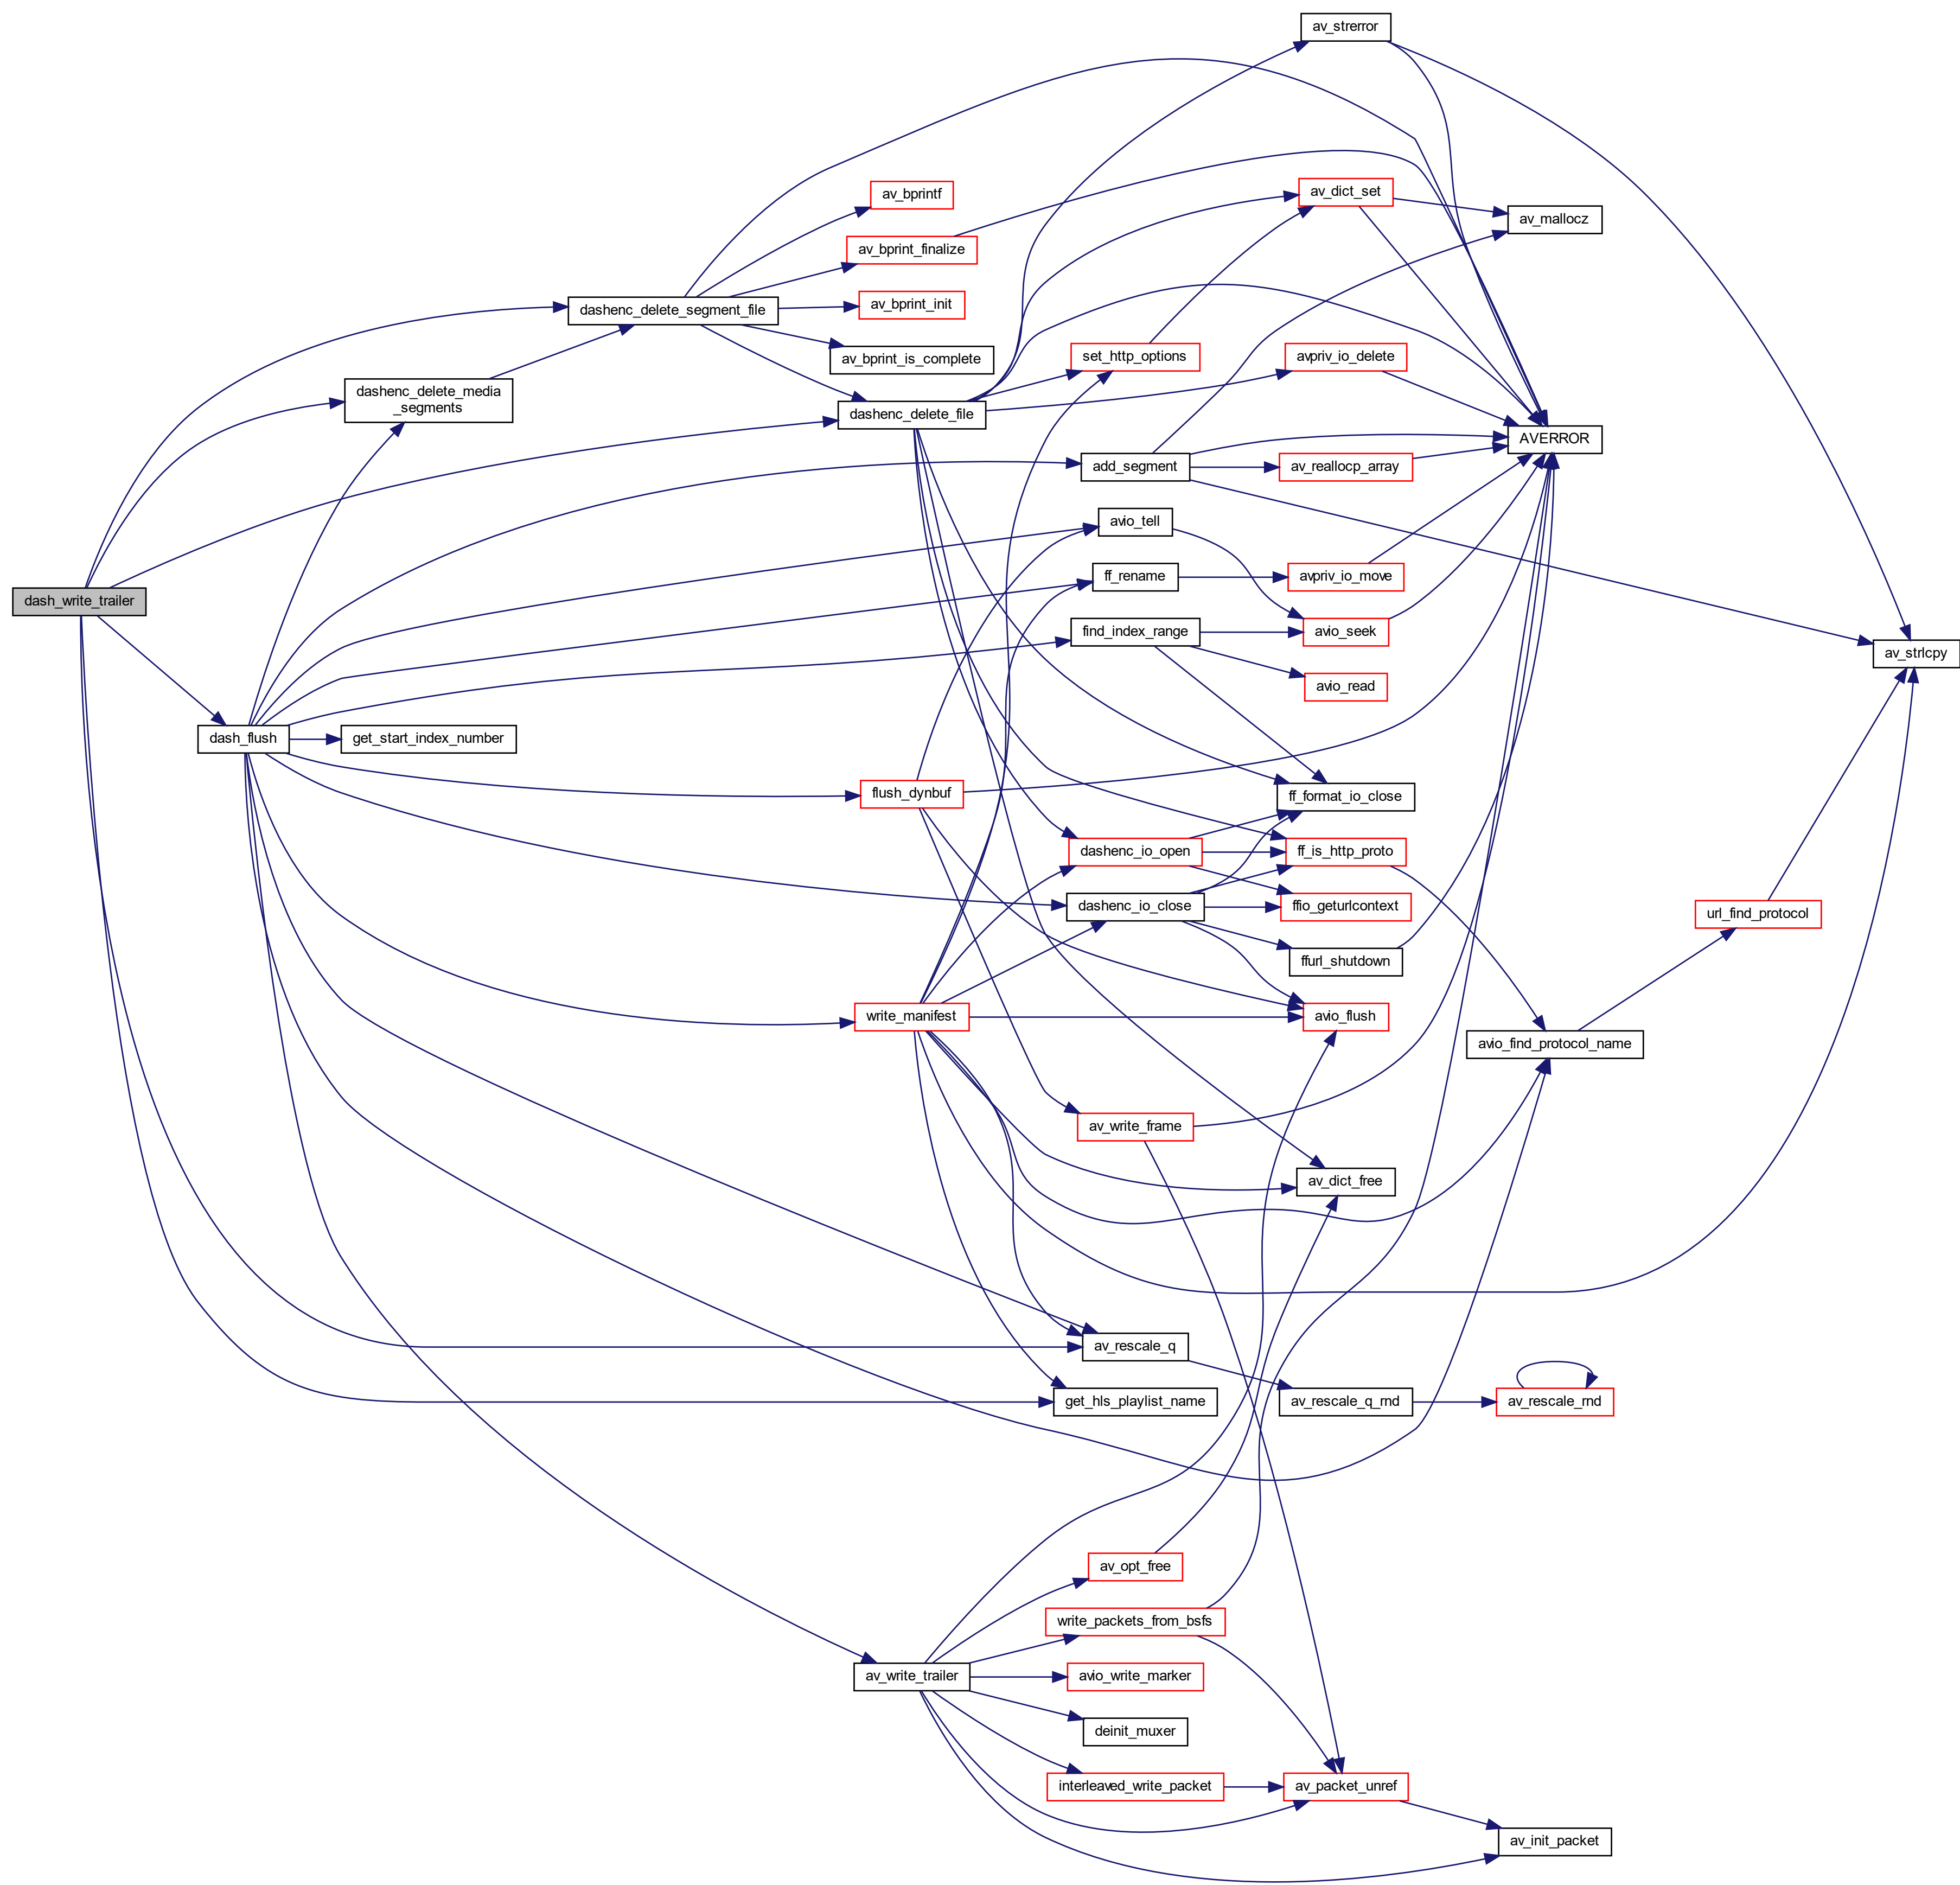 av_strerror
av_bprintf
av_dict_set
av_mallocz
av_bprint_finalize
av_bprint_init
dashenc_delete_segment_file
av_bprint_is_complete
set_http_options
avpriv_io_delete
dashenc_delete_media
_segments
dashenc_delete_file
AVERROR
add_segment
av_reallocp_array
avio_tell
ff_rename
avpriv_io_move
dash_write_trailer
find_index_range
avio_seek
av_strlcpy
avio_read
dash_flush
get_start_index_number
flush_dynbuf
ff_format_io_close
dashenc_io_open
ff_is_http_proto
dashenc_io_close
ffio_geturlcontext
url_find_protocol
ffurl_shutdown
write_manifest
avio_flush
avio_find_protocol_name
av_write_frame
av_dict_free
av_rescale_q
get_hls_playlist_name
av_rescale_q_rnd
av_rescale_rnd
av_opt_free
write_packets_from_bsfs
av_write_trailer
avio_write_marker
deinit_muxer
interleaved_write_packet
av_packet_unref
av_init_packet